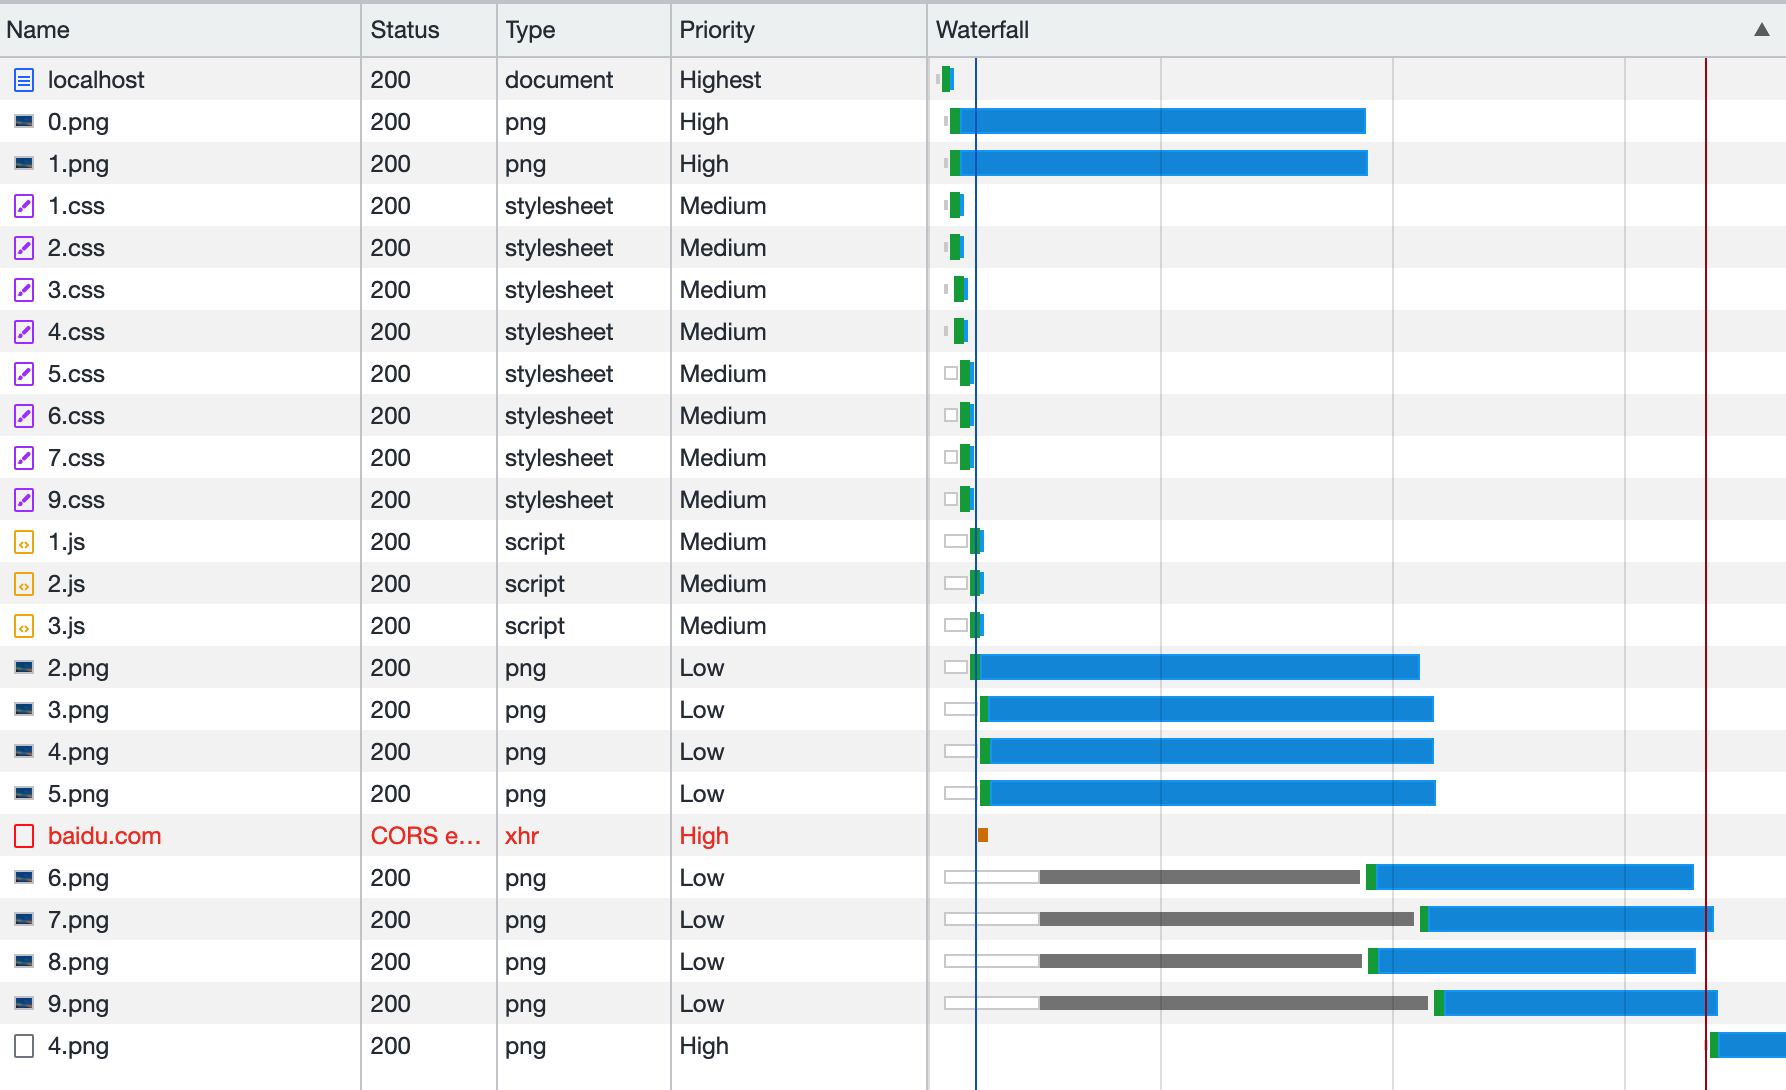 Name Status Type Priority Waterfall ▲
localhost 200 document Highest
0.png 200 png High
1.png 200 png High
1.css 200 stylesheet Medium
2.css 200 stylesheet Medium
3.css 200 stylesheet Medium
4.css 200 stylesheet Medium
5.css 200 stylesheet Medium
6.css 200 stylesheet Medium
7.css 200 stylesheet Medium
9.css 200 stylesheet Medium
1.js 200 script Medium
2.js 200 script Medium
3.js 200 script Medium
2.png 200 png Low
3.png 200 png Low
4.png 200 png Low
5.png 200 png Low
baidu.com CORS e… xhr High
6.png 200 png Low
7.png 200 png Low
8.png 200 png Low
9.png 200 png Low
4.png 200 png High